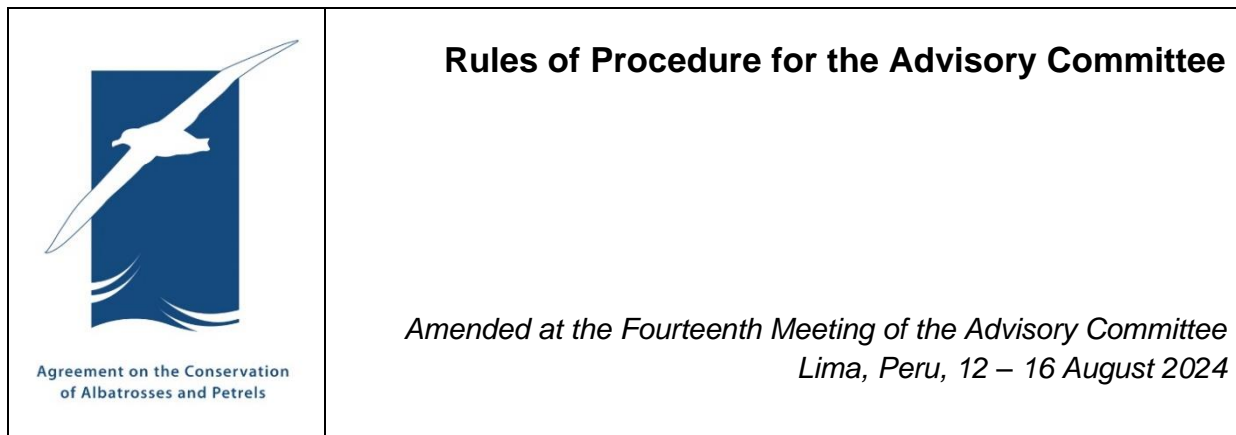 Rules of Procedure for the Advisory Committee
Amended at the Fourteenth Meeting of the Advisory Committee
Lima, Peru, 12 – 16 August 2024
Agreement on the Conservation
of Albatrosses and Petrels